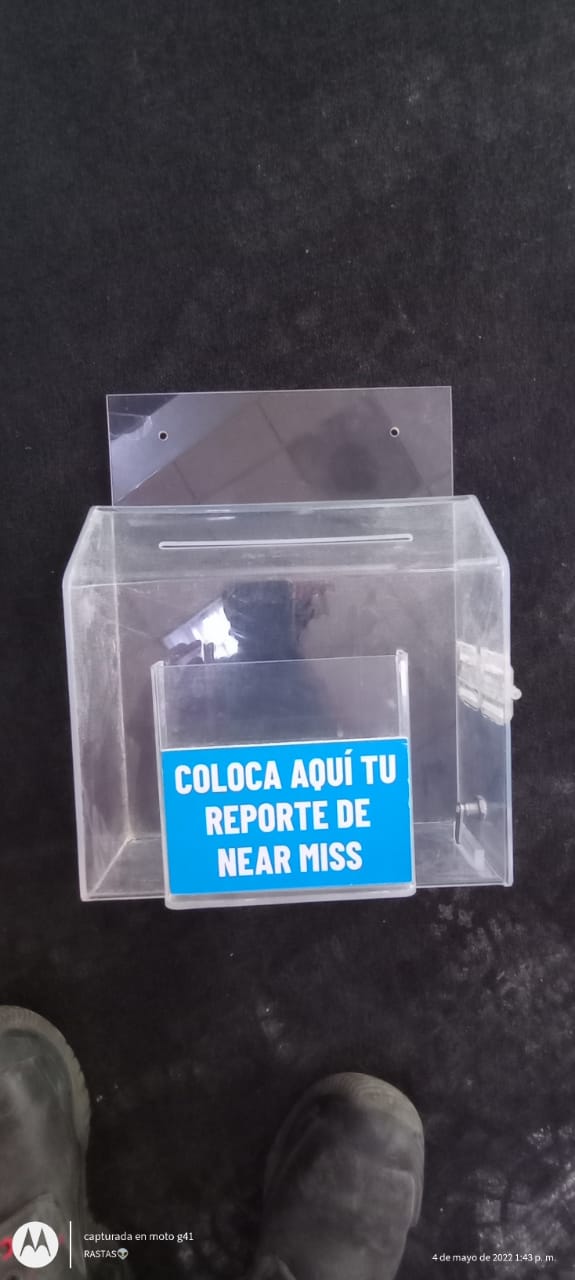 COLOCA AQUÍ TU
REPORTE DE
NEAR MISS
capturada en moto g41
RASTAS👽
4 de mayo de 2022 1:43 p. m.